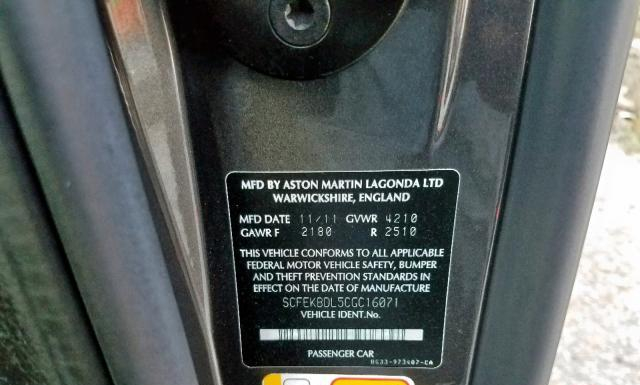 MFD BY ASTON MARTIN LAGONDA LTD
WARWICKSHIRE, ENGLAND
MFD DATE 11/11 GVWR 4210
GAWR F 2180 R 2510
THIS VEHICLE CONFORMS TO ALL APPLICABLE
FEDERAL MOTOR VEHICLE SAFETY, BUMPER
AND THEFT PREVENTION STANDARDS IN
EFFECT ON THE DATE OF MANUFACTURE
SCFEKBDL5CGC16071
VEHICLE IDENT.No.
PASSENGER CAR